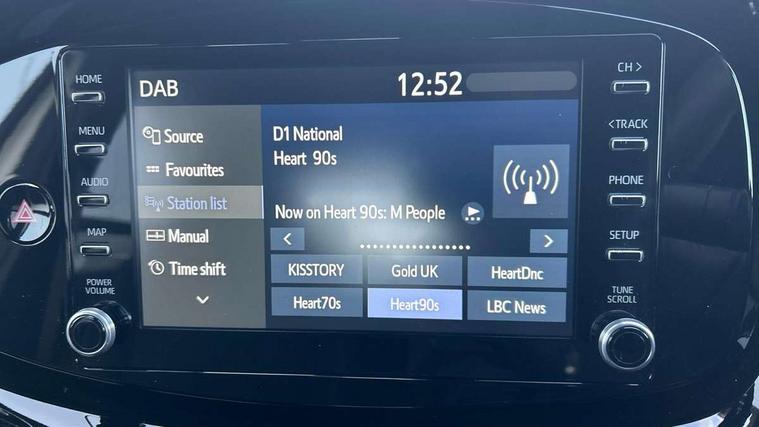 HOME
MENU
AUDIO
MAP
POWER
VOLUME
DAB
12:52
Source
Favourites
Station list
Manual
Time shift
D1 National
Heart 90s
Now on Heart 90s: M People
<
>
KISSTORY
Gold UK
HeartDnc
Heart70s
Heart90s
LBC News
CH >
<TRACK
PHONE
SETUP
TUNE
SCROLL